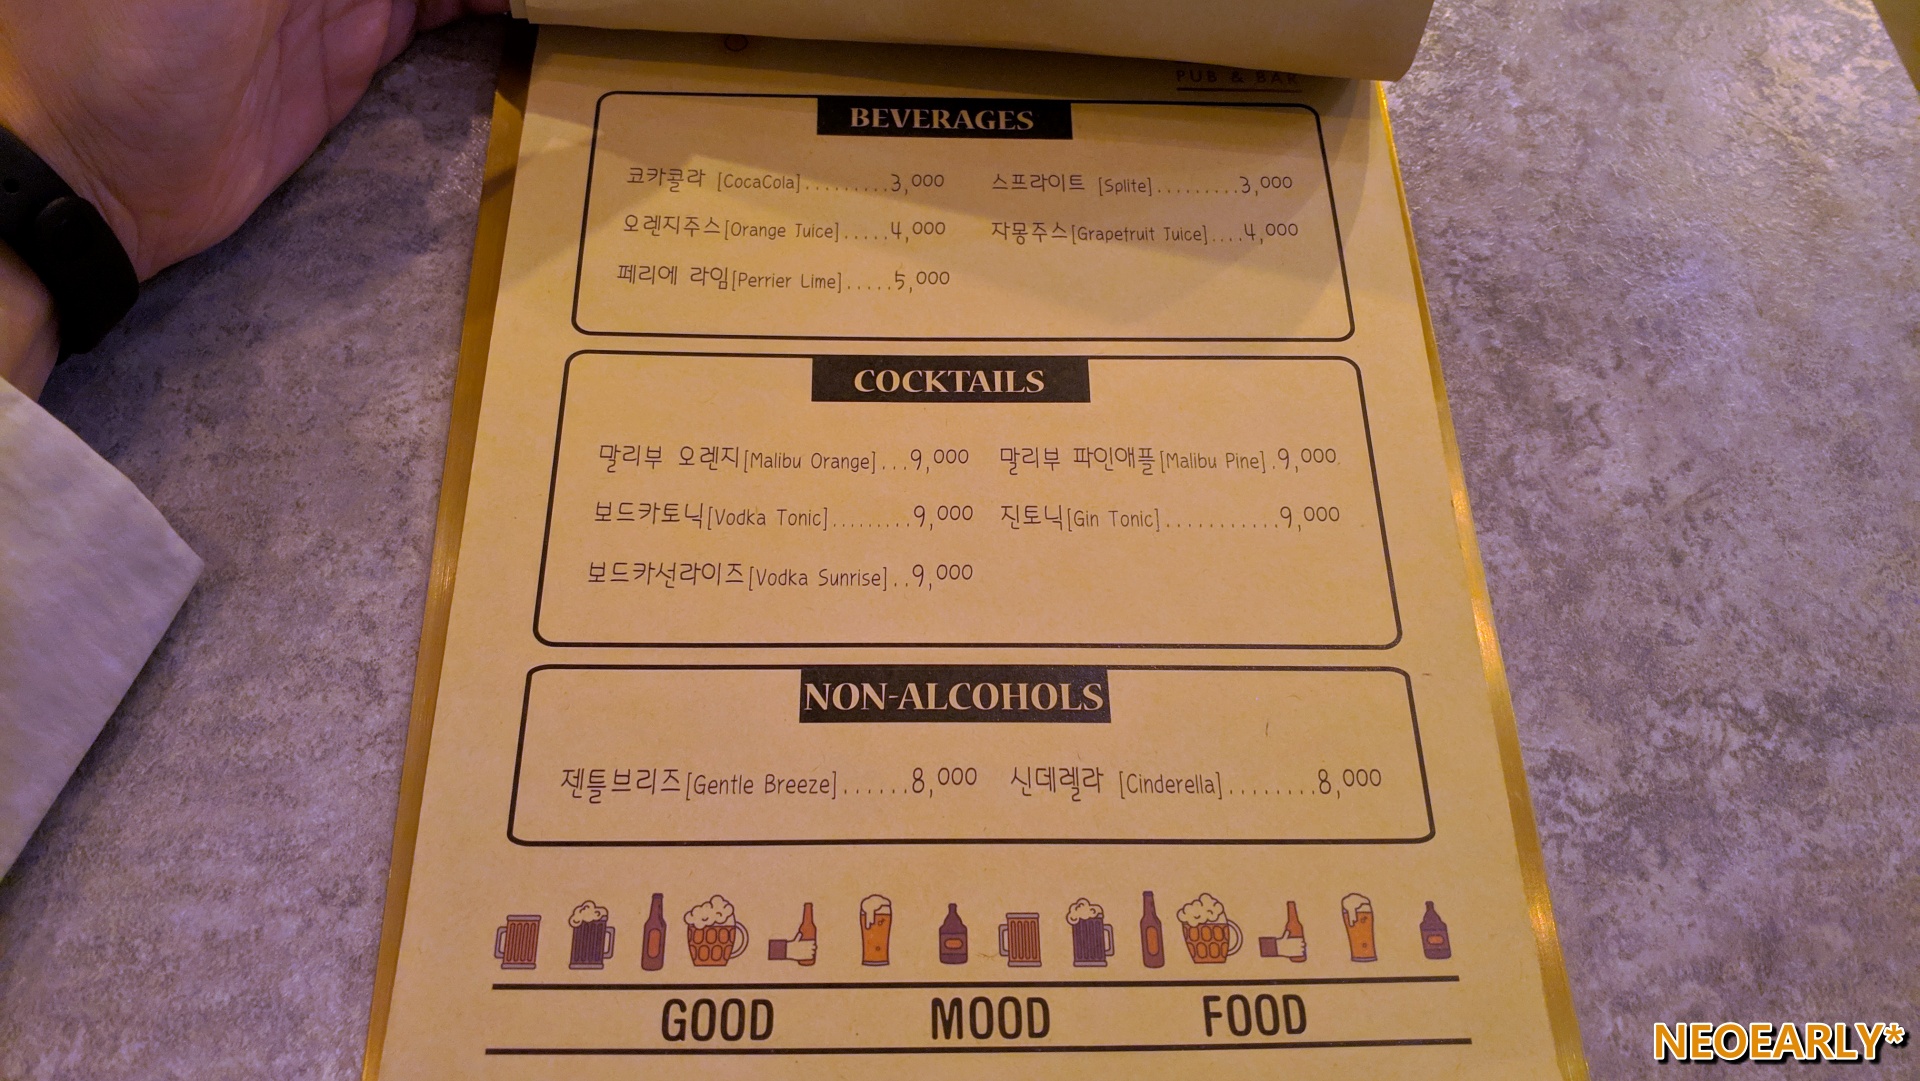 PUB & BAR
BEVERAGES
코카콜라 [CocaCola].........3,000 스프라이트 [Splite].........3,000
오렌지주스[Orange Juice].....4,000 자몽주스[Grapefruit Juice]....4,000
페리에 라임[Perrier Lime].....5,000
COCKTAILS
말리부 오렌지[Malibu Orange]...9,000 말리부 파인애플[Malibu Pine].9,000
보드카토닉[Vodka Tonic].........9,000 진토닉[Gin Tonic]...........9,000
보드카선라이즈[Vodka Sunrise]..9,000
NON-ALCOHOLS
젠틀브리즈[Gentle Breeze]......8,000 신데렐라 [Cinderella]........8,000
GOOD MOOD FOOD
NEOEARLY*